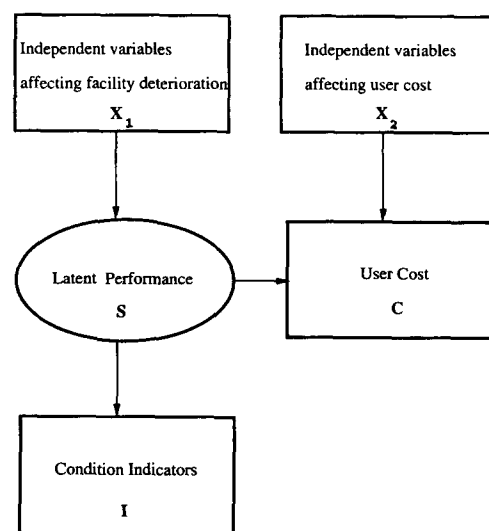 Independent variables
affecting facility deterioration
X1
Independent variables
affecting user cost
X2
Latent Performance
S
User Cost
C
Condition Indicators
I